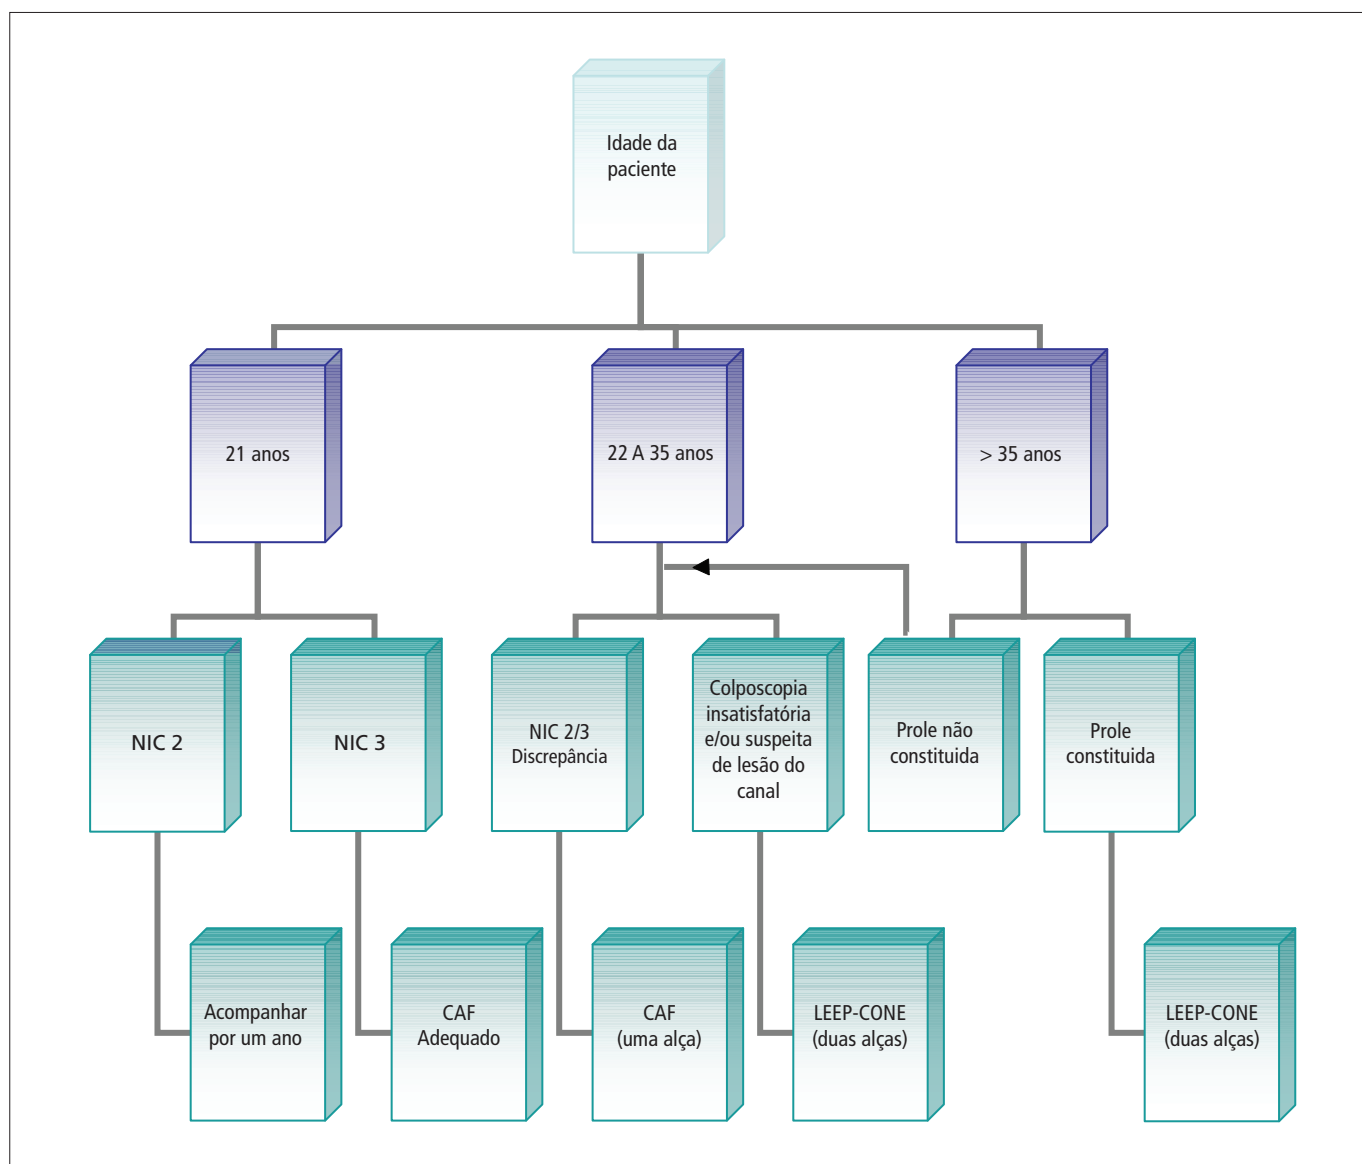 Idade da
paciente
21 anos
22 A 35 anos
> 35 anos
NIC 2
NIC 3
NIC 2/3
Discrepância
Colposcopia
insatisfatória
e/ou suspeita
de lesão do
canal
Prole não
constituida
Prole
constituida
Acompanhar
por um ano
CAF
Adequado
CAF
(uma alça)
LEEP-CONE
(duas alças)
LEEP-CONE
(duas alças)